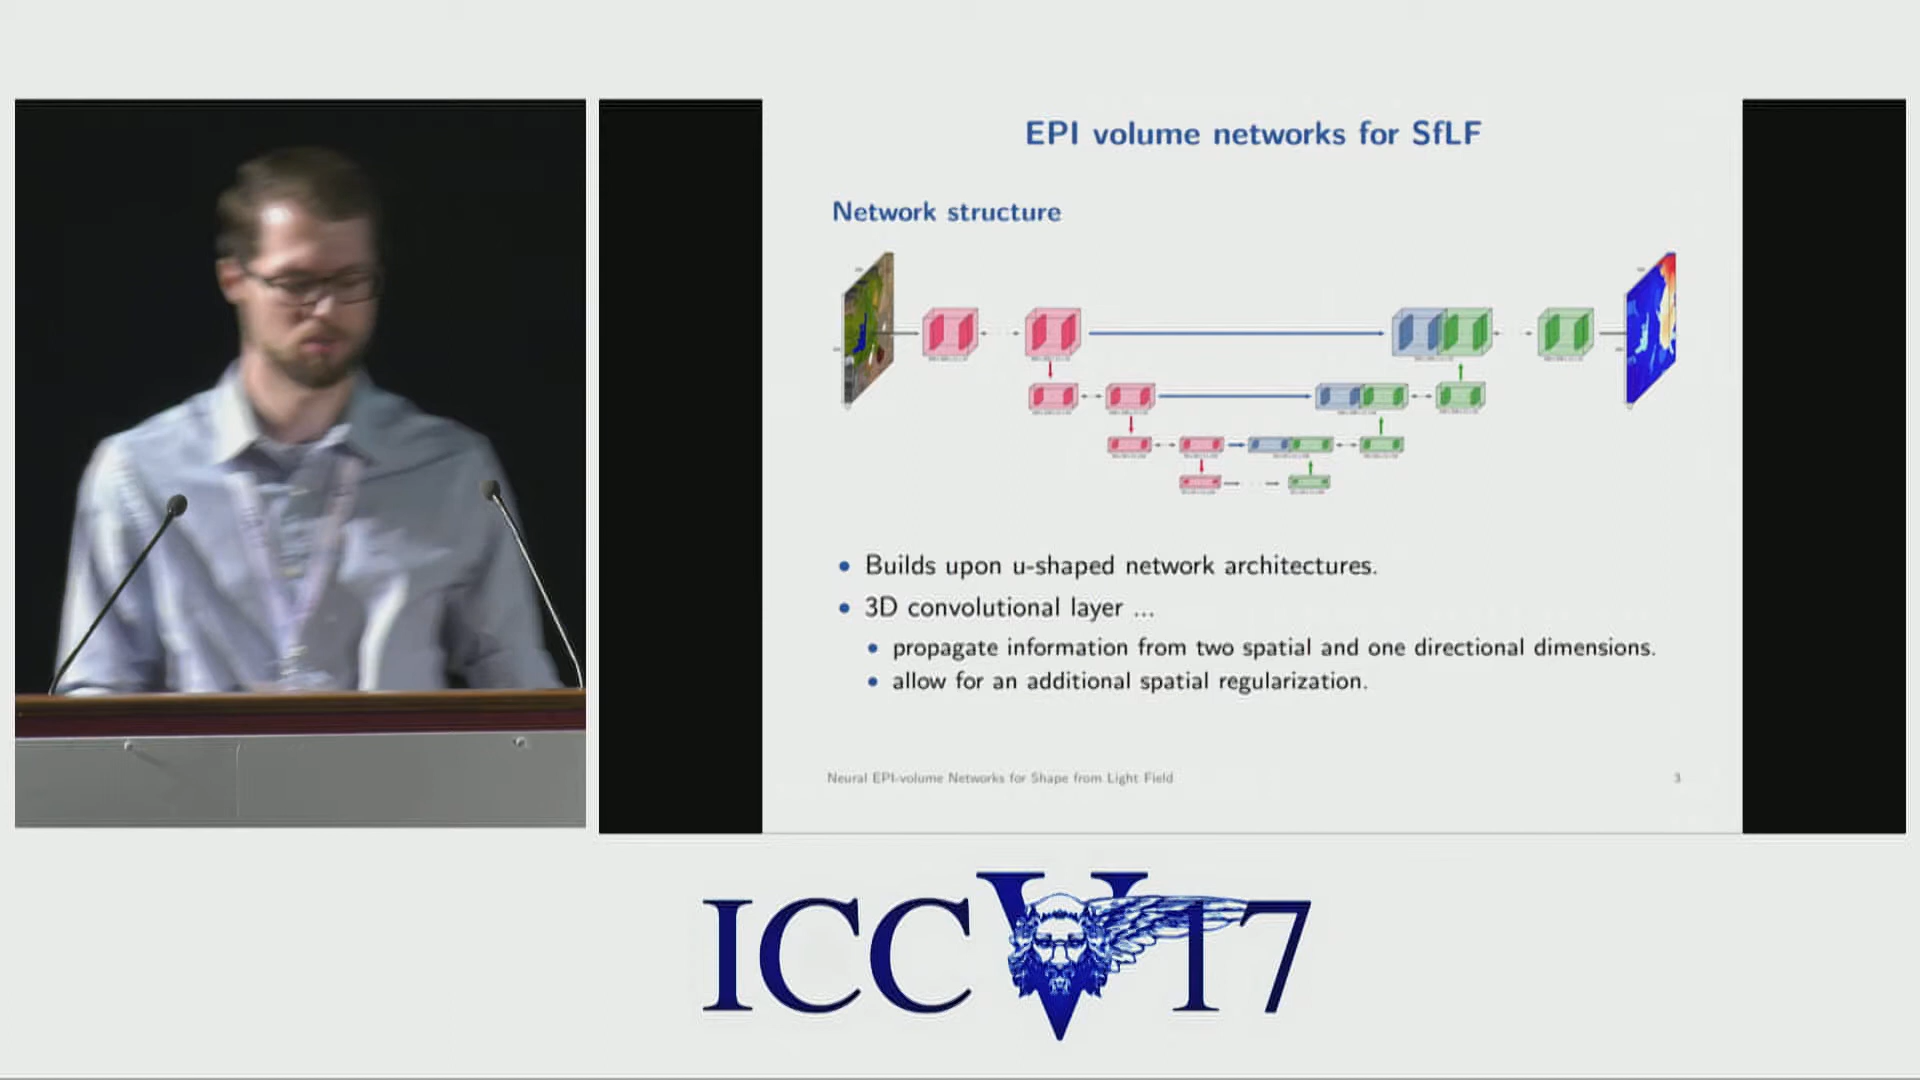 EPI volume networks for SfLF
Network structure
• Builds upon u-shaped network architectures.
• 3D convolutional layer ...
• propagate information from two spatial and one directional dimensions.
• allow for an additional spatial regularization.
Neural EPI-volume Networks for Shape from Light Field 3
ICCV17